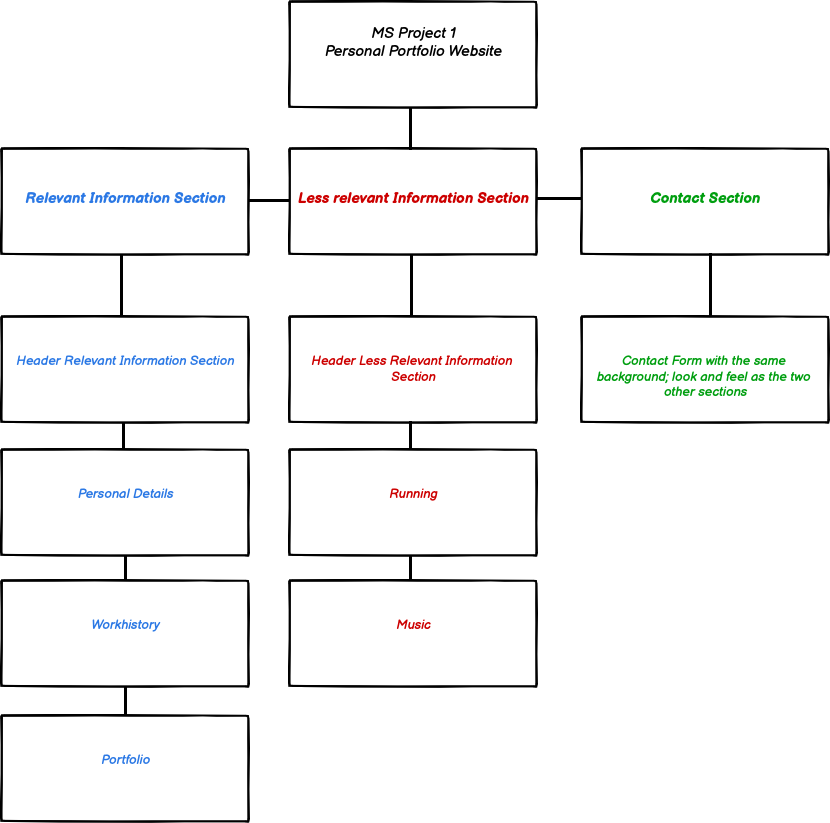 MS Project 1
Personal Portfolio Website
Relevant Information Section
Less relevant Information Section
Contact Section
Header Relevant Information Section
Header Less Relevant Information
Section
Contact Form with the same
background; look and feel as the two
other sections
Personal Details
Running
Workhistory
Music
Portfolio